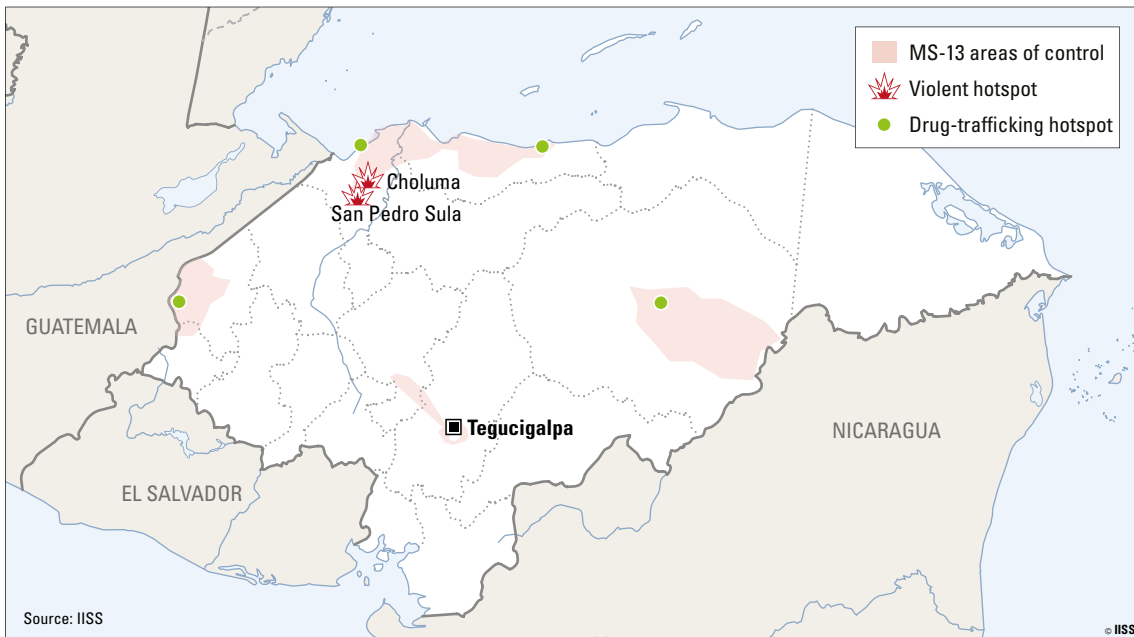 MS-13 areas of control
Violent hotspot
Drug-trafficking hotspot
Choluma
San Pedro Sula
GUATEMALA
Tegucigalpa
NICARAGUA
EL SALVADOR
Source: IISS
© IISS